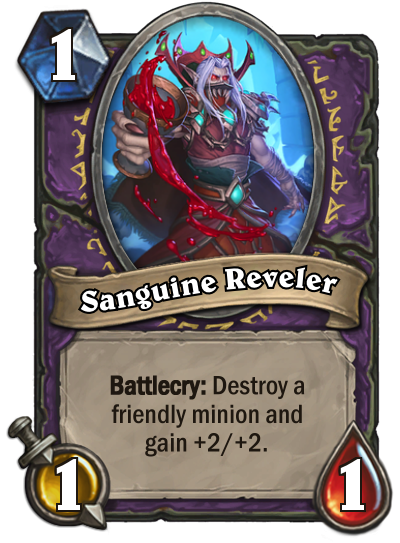 1
Sanguine Reveler
Battlecry: Destroy a
friendly minion and
gain +2/+2.
1
1